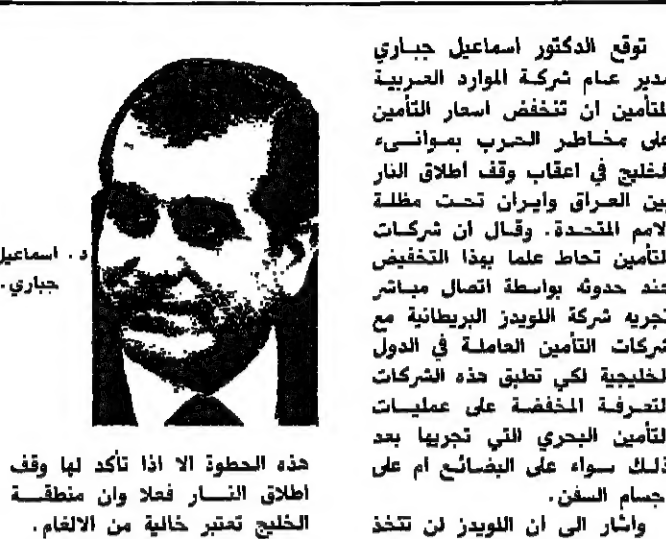 توقع الدكتور اسماعيل جباري
مدير عام شركة الموارد العربية
للتأمين ان تنخفض اسعار التأمين
على مخاطر الحرب بموانىء
الخليج في اعقاب وقف اطلاق النار
بين العراق وايران تحت مظلة
الامم المتحدة. وقال ان شركات
التأمين تحاط علما بهذا التخفيض
عند حدوثه بواسطة اتصال مباشر
تجريه شركة اللويدز البريطانية مع
شركات التأمين العاملة في الدول
الخليجية لكي تطبق هذه الشركات
التعرفة المخفضة على عمليات
التأمين البحري التي تجريها بعد
ذلك سواء على البضائع ام على
اجسام السفن.
واشار الى ان اللويدز لن تتخذ
د. اسماعيل
جباري.
هذه الخطوة الا اذا تأكد لها وقف
اطلاق النار فعلا وان منطقة
الخليج تعتبر خالية من الالغام.